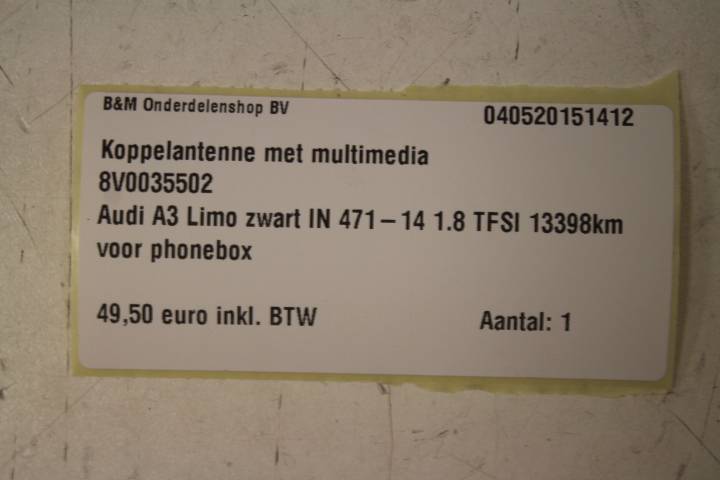 B&M Onderdelenshop BV 040520151412
Koppelantenne met multimedia
8V0035502
Audi A3 Limo zwart IN 471-14 1.8 TFSI 13398km
voor phonebox
49,50 euro inkl. BTW Aantal: 1